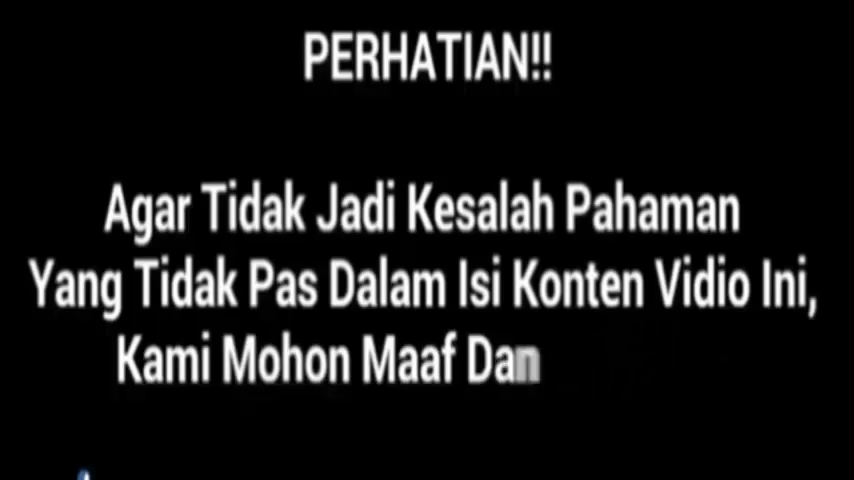 PERHATIAN!!
Agar Tidak Jadi Kesalah Pahaman
Yang Tidak Pas Dalam Isi Konten Vidio Ini,
Kami Mohon Maaf Dan